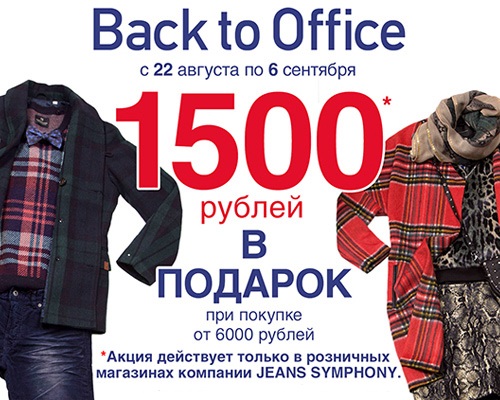 Back to Office
с 22 августа по 6 сентября
1500*
рублей
В
ПОДАРОК
при покупке
от 6000 рублей
*Акция действует только в розничных
магазинах компании JEANS SYMPHONY.